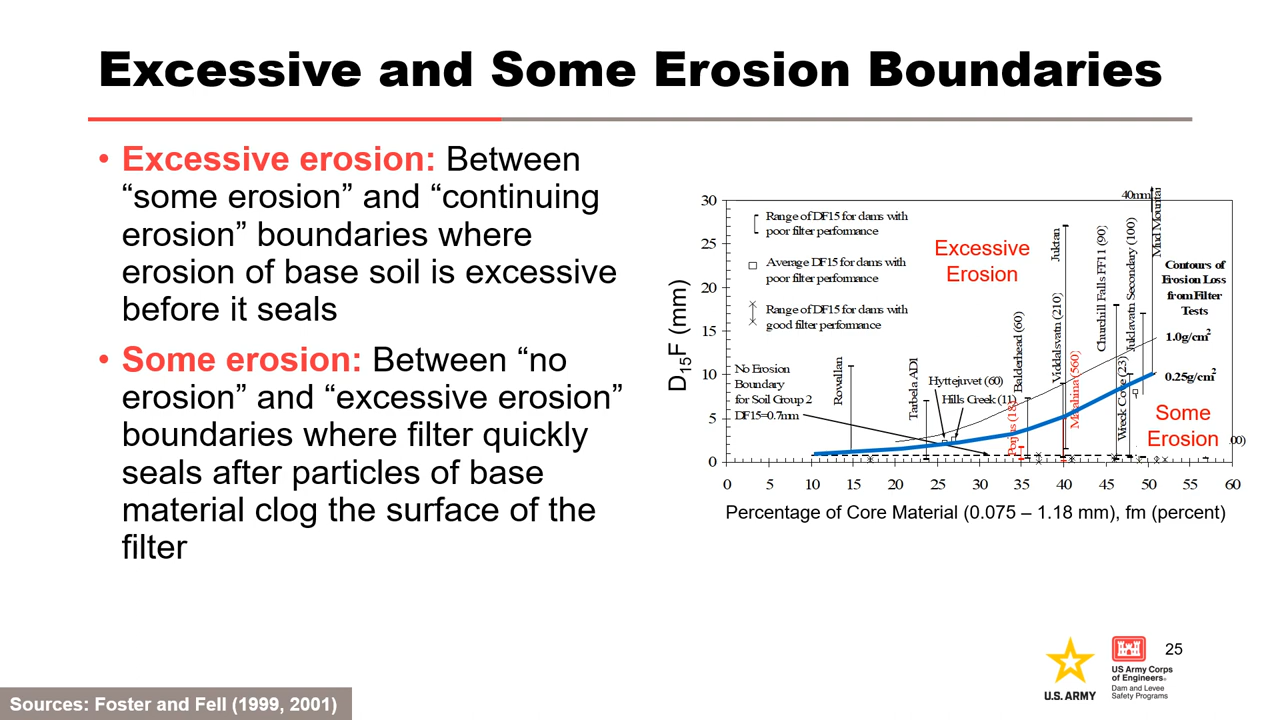 Excessive and Some Erosion Boundaries
• Excessive erosion: Between
“some erosion” and “continuing
erosion” boundaries where
erosion of base soil is excessive
before it seals
• Some erosion: Between “no
erosion” and “excessive erosion”
boundaries where filter quickly
seals after particles of base
material clog the surface of the
filter
D15F (mm)
30
25
20
15
10
5
0
0 5 10 15 20 25 30 35 40 45 50 55 60
Percentage of Core Material (0.075 – 1.18 mm), fm (percent)
Range of DF15 for dams with
poor filter performance
Average DF15 for dams with
poor filter performance
Range of DF15 for dams with
good filter performance
Excessive
Erosion
No Erosion
Boundary
for Soil Group 2
DF15=0.7mm
Rowallan
Tarbela AD1
Hyttejuvet (60)
Hills Creek (11)
Porjus (18)
Balderhead (60)
Viddalsvatn (210)
Juktan
Matahina (560)
Churchill Falls FF11 (90)
Wreck Cove (23)
Juklavatn Secondary (100)
40mm
Contours of
Erosion Loss
from Filter
Tests
1.0g/cm2
0.25g/cm2
Some
Erosion
00)
25
U.S. ARMY
US Army Corps
of Engineers®
Dam and Levee
Safety Programs
Sources: Foster and Fell (1999, 2001)